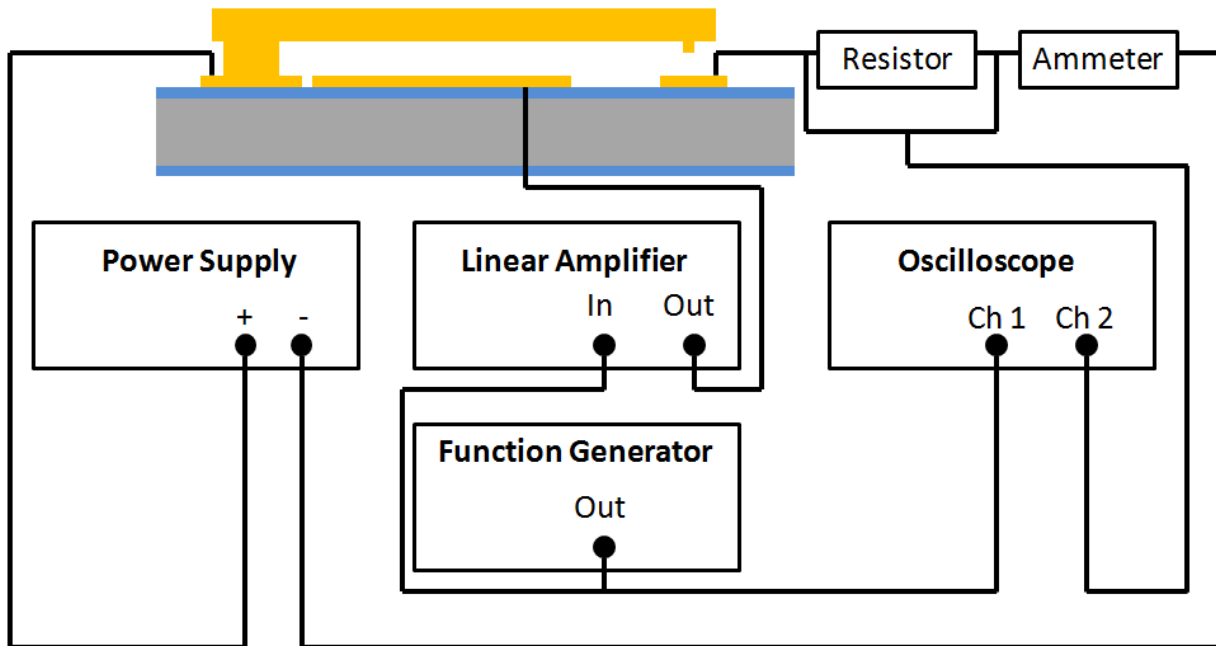 Resistor
Ammeter
Power Supply
+ -
Linear Amplifier
In Out
Oscilloscope
Ch 1 Ch 2
Function Generator
Out